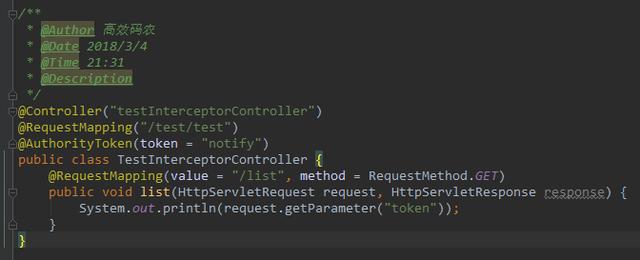 /**
 * @Author 高效码农
 * @Date 2018/3/4
 * @Time 21:31
 * @Description
 */
@Controller("testInterceptorController")
@RequestMapping("/test/test")
@AuthorityToken(token = "notify")
public class TestInterceptorController {
    @RequestMapping(value = "/list", method = RequestMethod.GET)
    public void list(HttpServletRequest request, HttpServletResponse response) {
        System.out.println(request.getParameter("token"));
    }
}